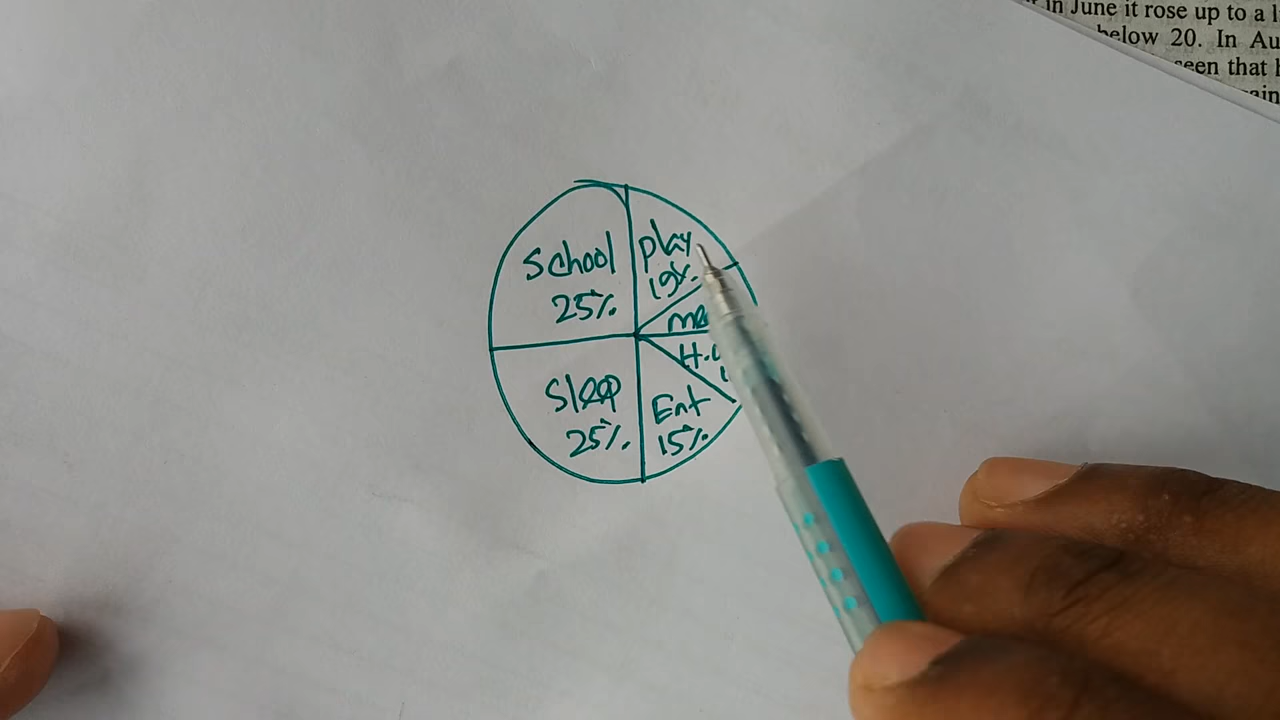 in June it rose up to a
below 20. In Au
seen that
School
25%
play
Sleep
25%
Ent
15%